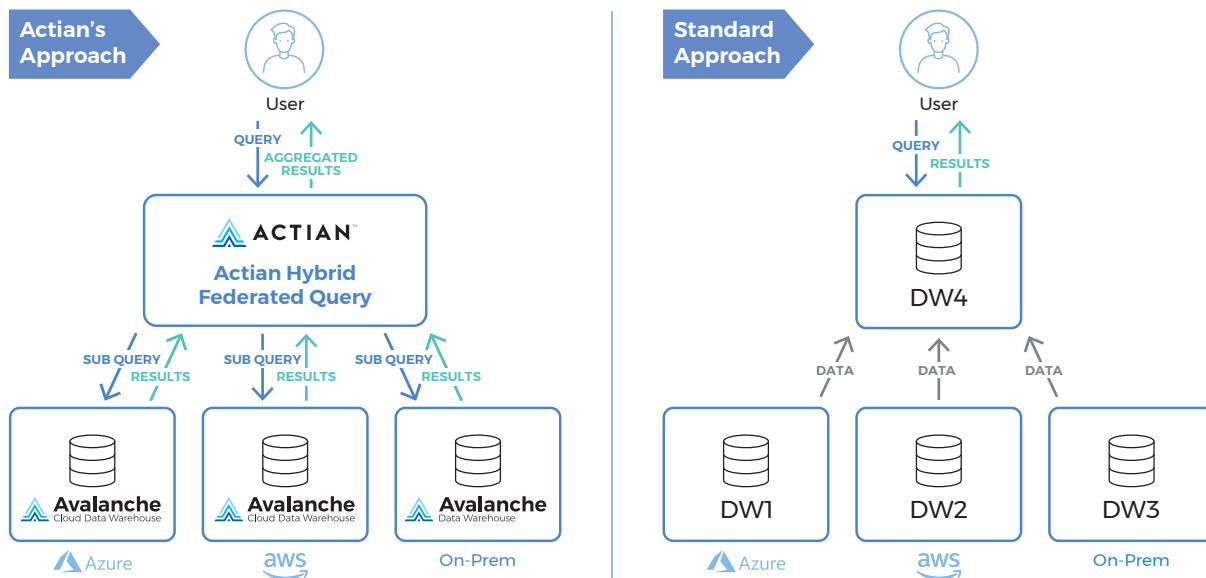 Actian's
Approach
User
QUERY
AGGREGATED
RESULTS
ACTIAN™
Actian Hybrid
Federated Query
SUB QUERY
RESULTS
SUB QUERY
RESULTS
SUB QUERY
RESULTS
Avalanche
Cloud Data Warehouse
Azure
Avalanche
Cloud Data Warehouse
aws
Avalanche
Data Warehouse
On-Prem
Standard
Approach
User
QUERY
RESULTS
DW4
DATA
DATA
DATA
DW1
Azure
DW2
aws
DW3
On-Prem